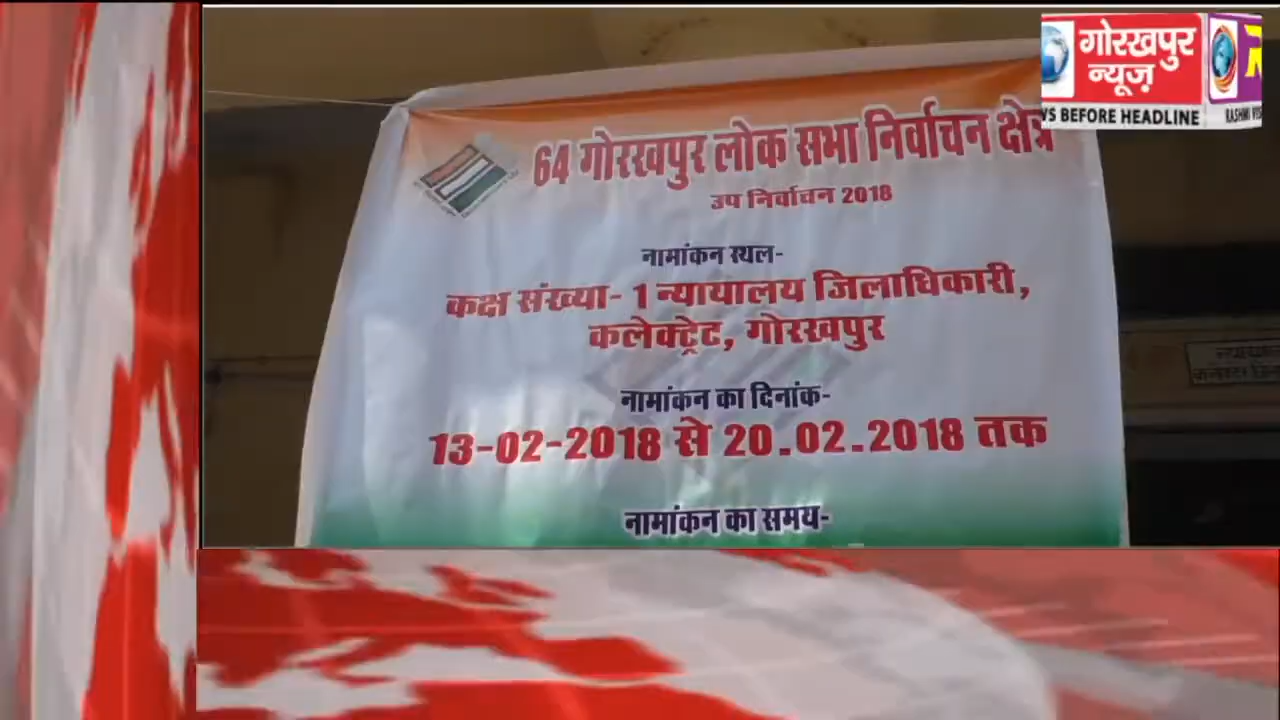 गोरखपुर
न्यूज़
WS BEFORE HEADLINE
64 गोरखपुर लोक सभा निर्वाचन क्षेत्र
उप निर्वाचन 2018
नामांकन स्थल-
कक्ष संख्या- 1 न्यायालय जिलाधिकारी,
कलेक्ट्रेट, गोरखपुर
नामांकन का दिनांक-
13-02-2018 से 20.02.2018 तक
नामांकन का समय-